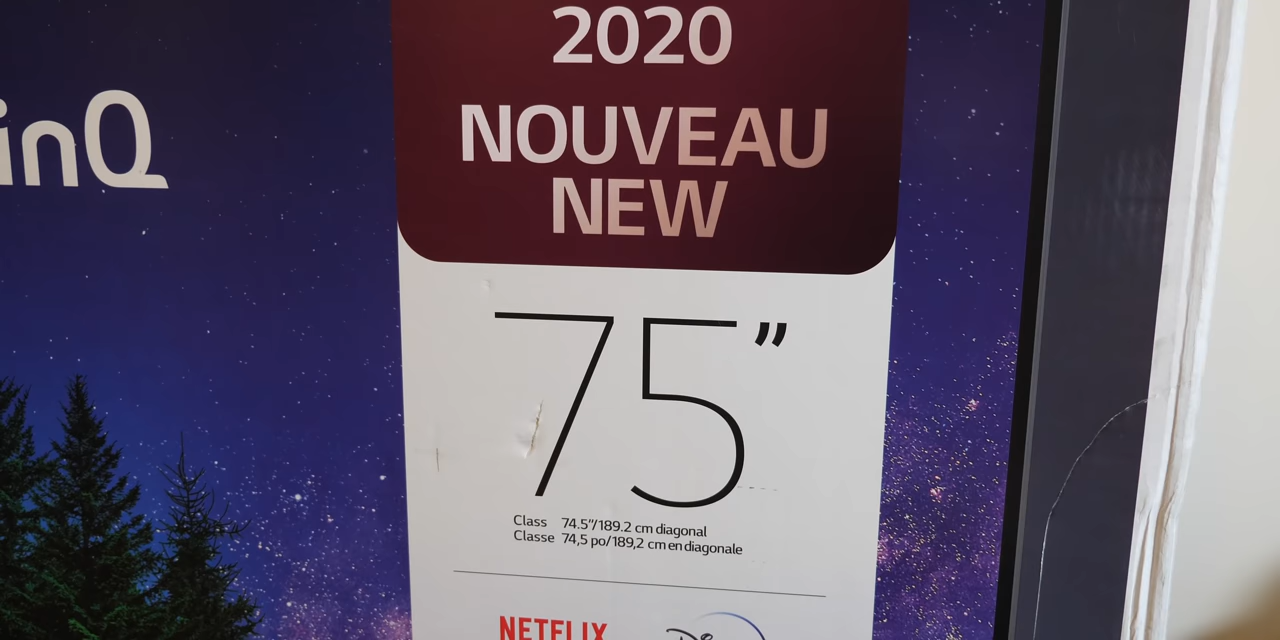 inQ
2020
NOUVEAU
NEW
75”
Class 74.5”/189.2 cm diagonal
Classe 74,5 po/189,2 cm en diagonale
NETFLIX